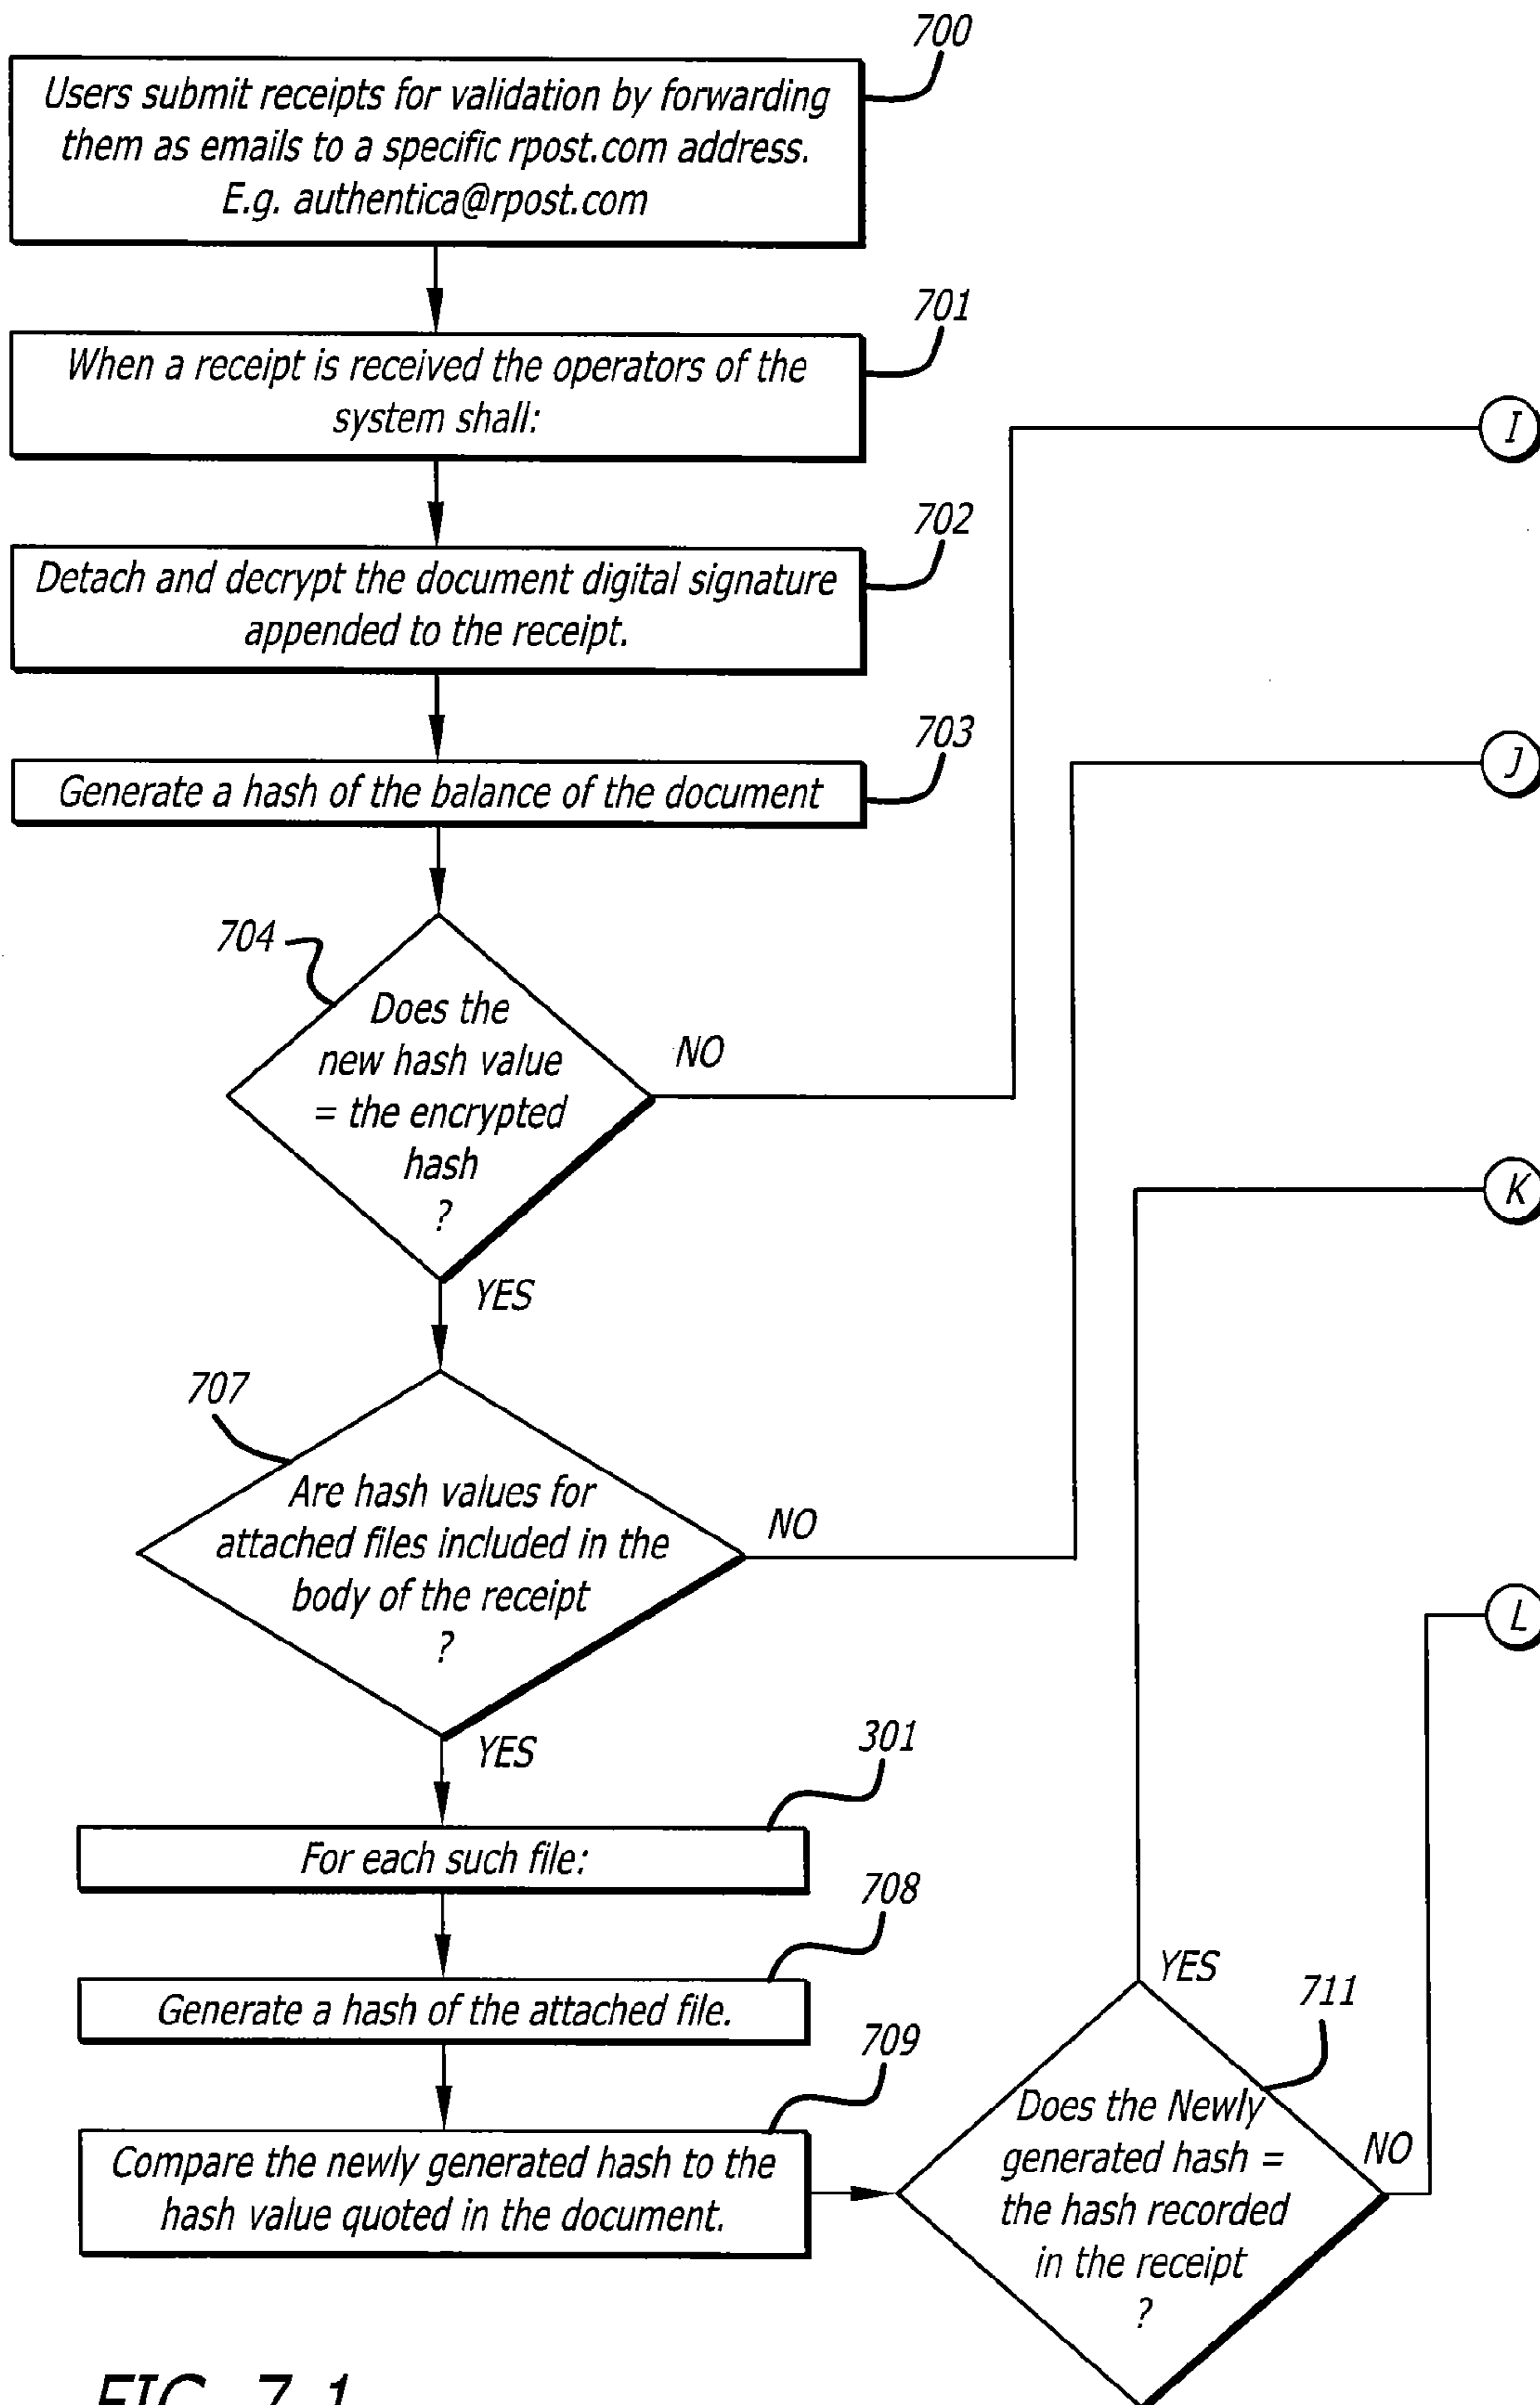 700
Users submit receipts for validation by forwarding
them as emails to a specific rpost.com address.
E.g. authentica@rpost.com
701
When a receipt is received the operators of the
system shall:
I
702
Detach and decrypt the document digital signature
appended to the receipt.
703
J
Generate a hash of the balance of the document
704
Does the
new hash value
= the encrypted
hash
?
NO
YES
K
707
Are hash values for
attached files included in the
body of the receipt
?
NO
YES
L
301
For each such file:
708
Generate a hash of the attached file.
709
Compare the newly generated hash to the
hash value quoted in the document.
YES
711
Does the Newly
generated hash =
the hash recorded
in the receipt
?
NO
FIG. 7-1